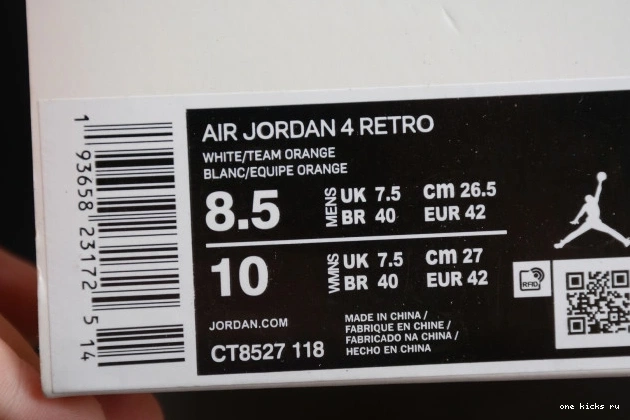 AIR JORDAN 4 RETRO
WHITE/TEAM ORANGE
BLANC/EQUIPE ORANGE
8.5 MENS UK 7.5 cm 26.5
BR 40 EUR 42
10 WMNS UK 7.5 cm 27
BR 40 EUR 42
JORDAN.COM
CT8527 118
MADE IN CHINA /
FABRIQUE EN CHINE /
FABRICADO NA CHINA /
HECHO EN CHINA
RFID
1 93658 23172 5 14
one kicks ru